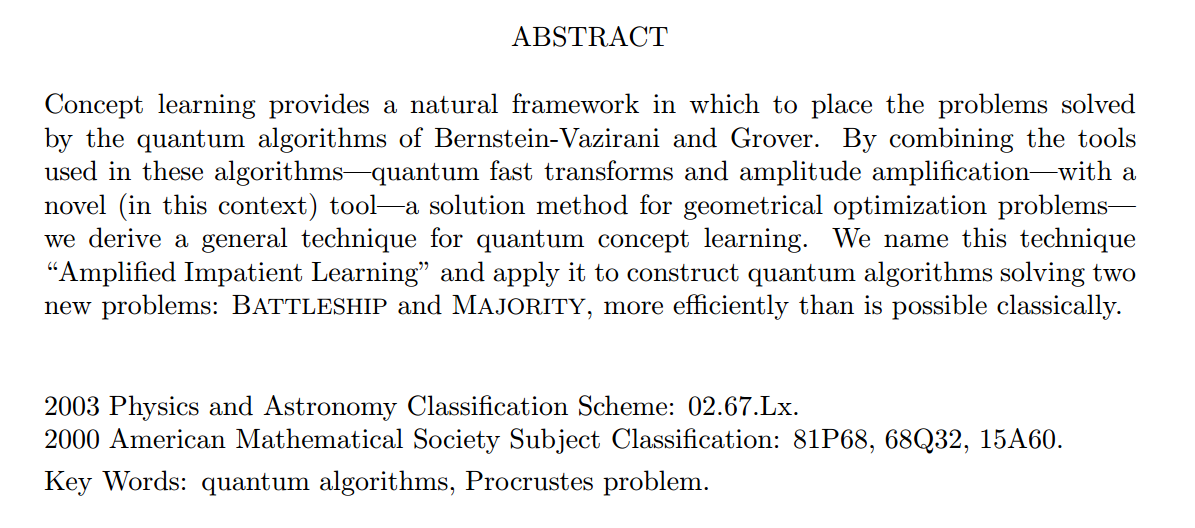 ABSTRACT
Concept learning provides a natural framework in which to place the problems solved
by the quantum algorithms of Bernstein-Vazirani and Grover. By combining the tools
used in these algorithms—quantum fast transforms and amplitude amplification—with a
novel (in this context) tool—a solution method for geometrical optimization problems—
we derive a general technique for quantum concept learning. We name this technique
“Amplified Impatient Learning” and apply it to construct quantum algorithms solving two
new problems: BATTLESHIP and MAJORITY, more efficiently than is possible classically.
2003 Physics and Astronomy Classification Scheme: 02.67.Lx.
2000 American Mathematical Society Subject Classification: 81P68, 68Q32, 15A60.
Key Words: quantum algorithms, Procrustes problem.